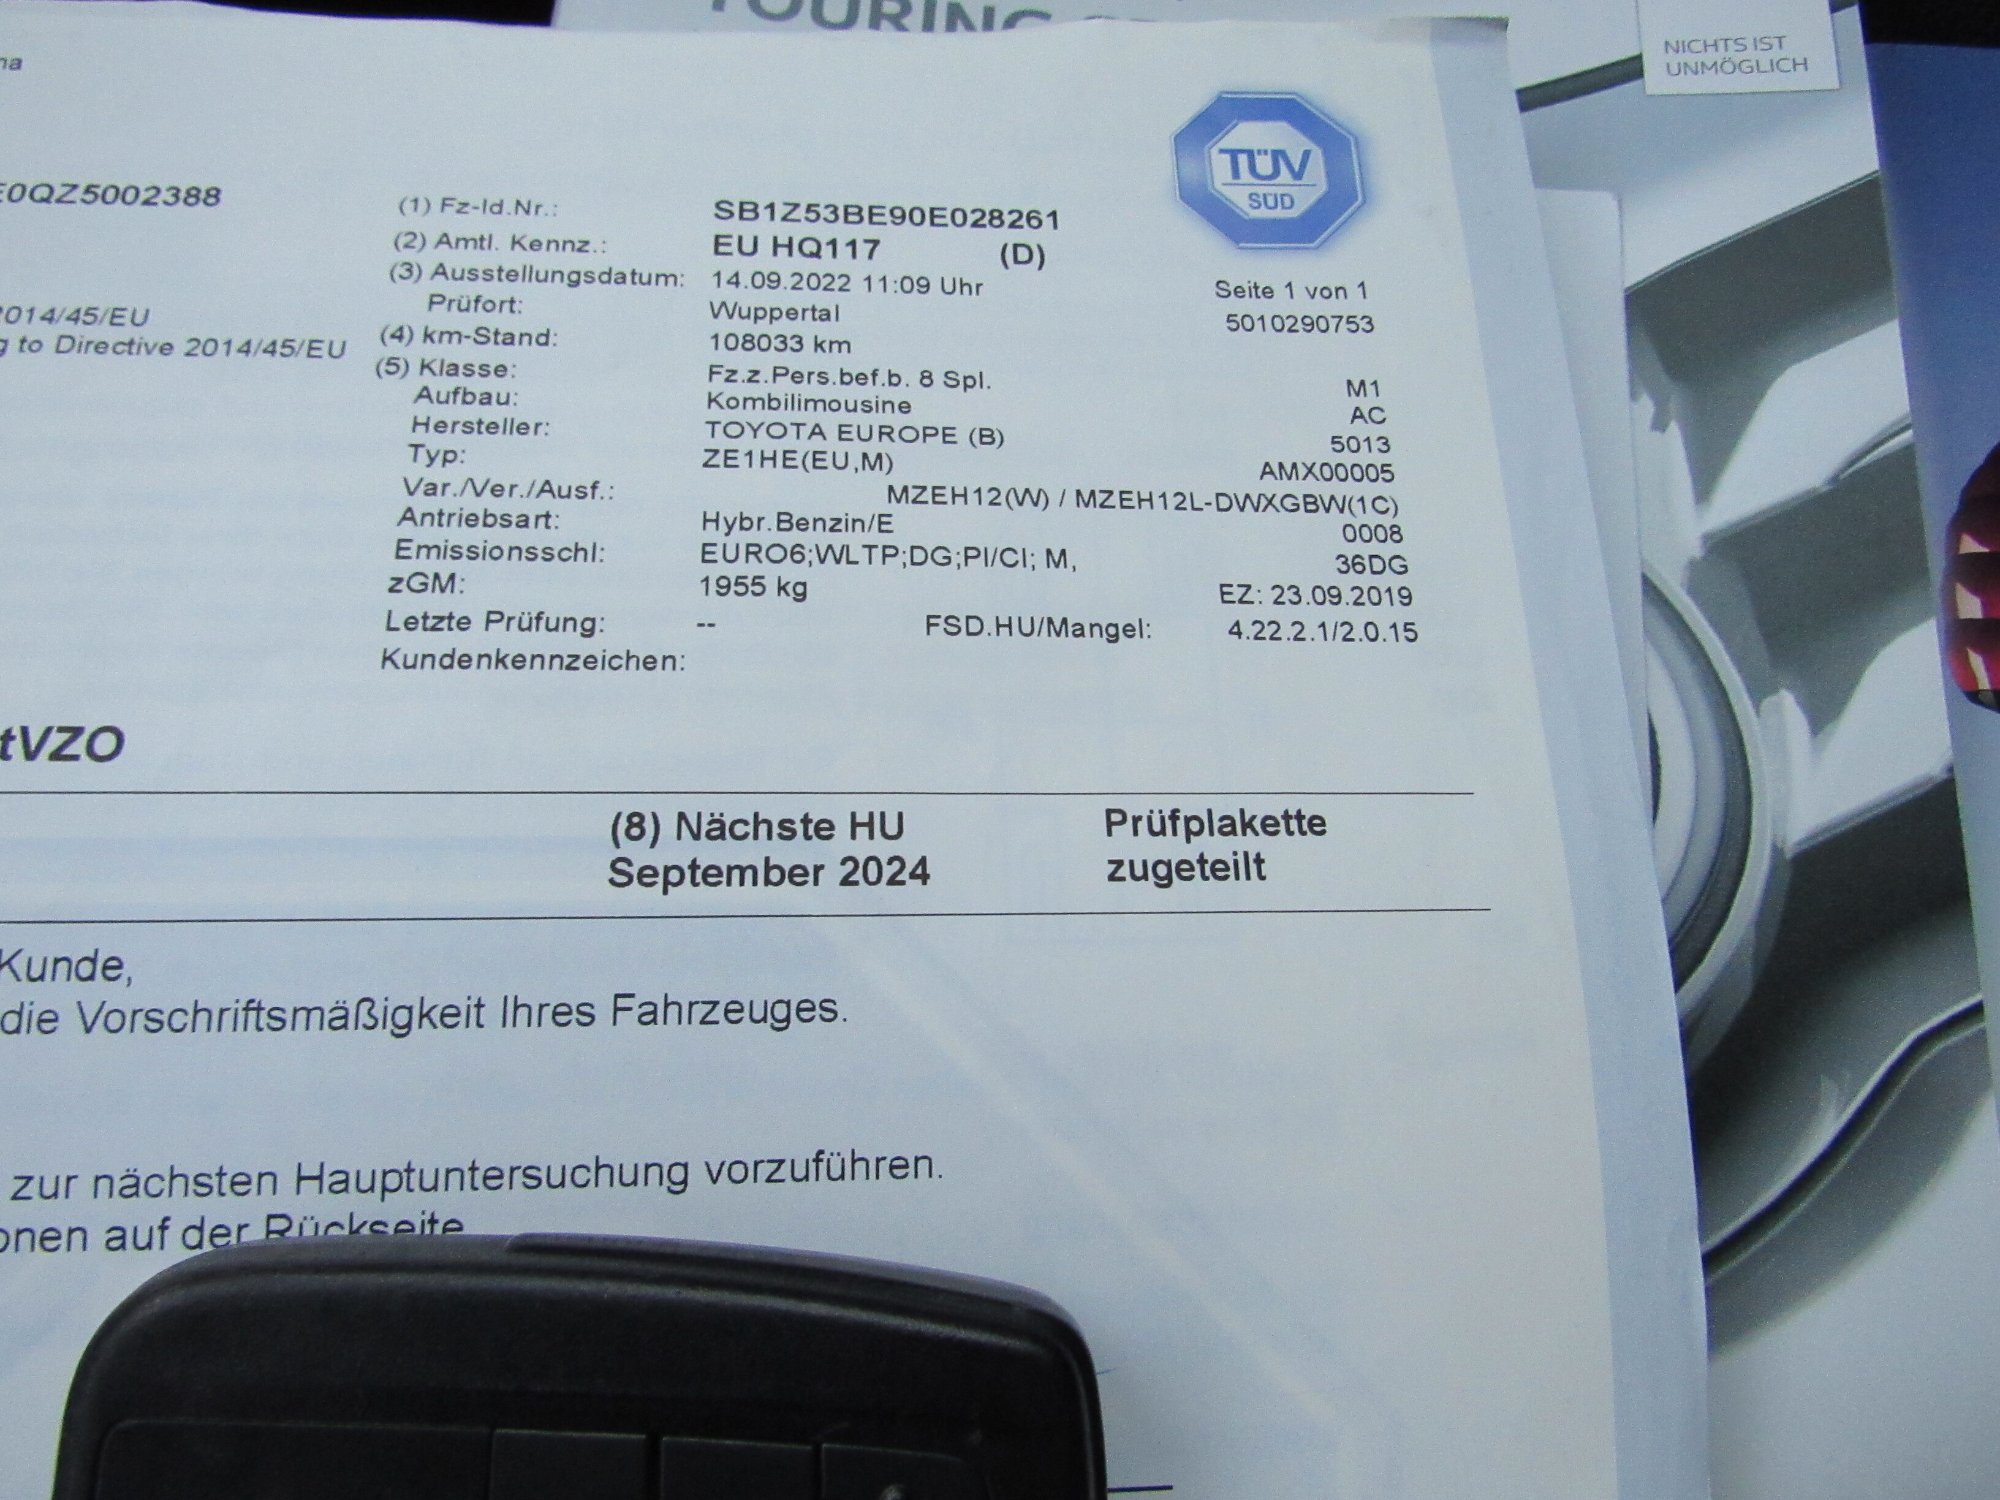 TOURING
NICHTS IST
UNMÖGLICH
na
TÜV
SÜD
E0QZ5002388
(1) Fz-Id.Nr.: SB1Z53BE90E028261
(2) Amtl. Kennz.: EU HQ117 (D)
(3) Ausstellungsdatum: 14.09.2022 11:09 Uhr Seite 1 von 1
Prüfort: Wuppertal 5010290753
2014/45/EU
g to Directive 2014/45/EU
(4) km-Stand: 108033 km
(5) Klasse: Fz.z.Pers.bef.b. 8 Spl. M1
Aufbau: Kombilimousine AC
Hersteller: TOYOTA EUROPE (B) 5013
Typ: ZE1HE(EU,M) AMX00005
Var./Ver./Ausf.: MZEH12(W) / MZEH12L-DWXGBW(1C)
Antriebsart: Hybr.Benzin/E 0008
Emissionsschl: EURO6;WLTP;DG;PI/CI; M, 36DG
zGM: 1955 kg EZ: 23.09.2019
Letzte Prüfung: -- FSD.HU/Mangel: 4.22.2.1/2.0.15
Kundenkennzeichen:
tVZO
(8) Nächste HU Prüfplakette
September 2024 zugeteilt
Kunde,
die Vorschriftsmäßigkeit Ihres Fahrzeuges.
zur nächsten Hauptuntersuchung vorzuführen.
onen auf der Rückseite